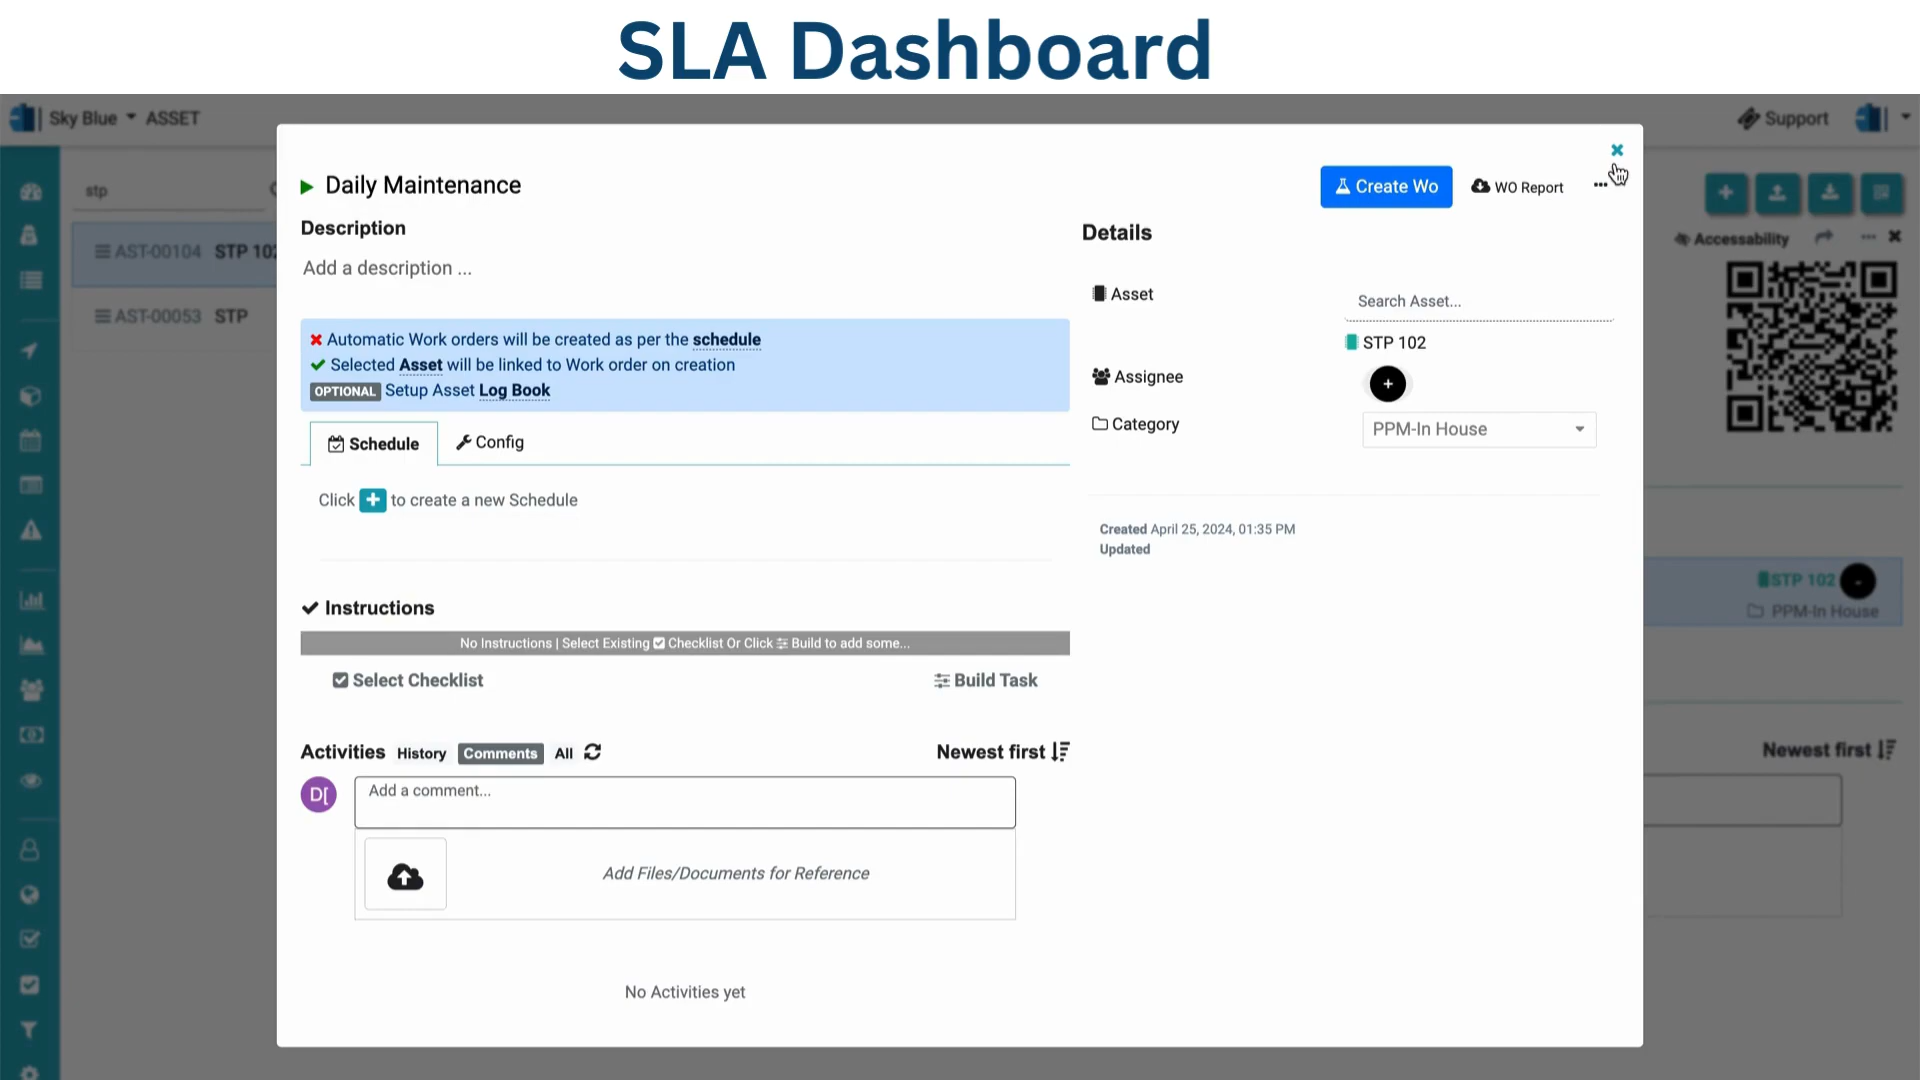 SLA Dashboard
Sky Blue ASSET
Support
stp
AST-00104 STP 102
AST-00053 STP
Daily Maintenance
Create Wo
WO Report
Description
Add a description ...
Automatic Work orders will be created as per the schedule
Selected Asset will be linked to Work order on creation
OPTIONAL Setup Asset Log Book
Schedule
Config
Click + to create a new Schedule
Instructions
No Instructions | Select Existing Checklist Or Click Build to add some...
Select Checklist
Build Task
Activities History Comments All
Newest first
D[
Add a comment...
Add Files/Documents for Reference
No Activities yet
Details
Asset
Search Asset...
STP 102
Assignee
Category
PPM-In House
Created April 25, 2024, 01:35 PM
Updated
Accessability
STP 102
PPM-In House
Newest first